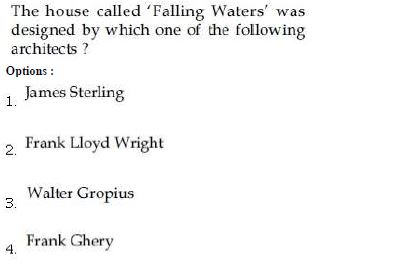 The house called 'Falling Waters' was
designed by which one of the following
architects ?
Options :
1. James Sterling
2. Frank Lloyd Wright
3. Walter Gropius
4. Frank Ghery